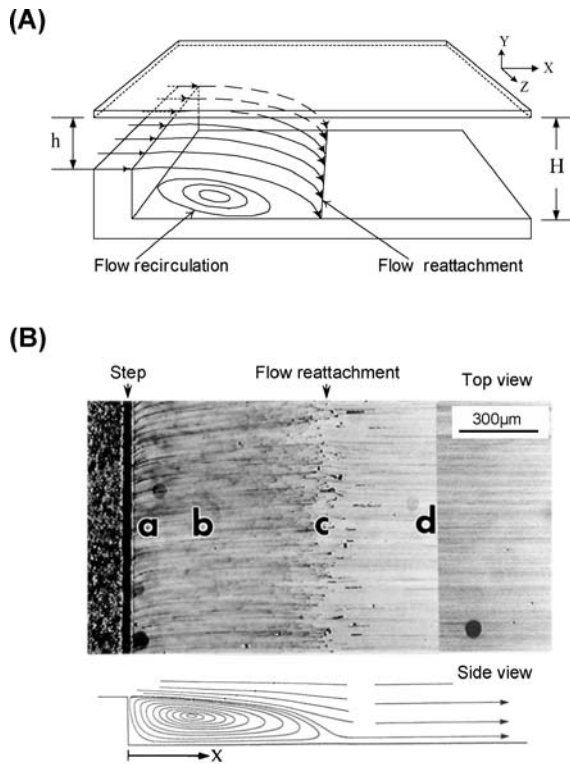 (A)
Y
X
Z
h
H
Flow recirculation
Flow reattachment
(B)
Step
Flow reattachment
Top view
300µm
a
b
c
d
Side view
X